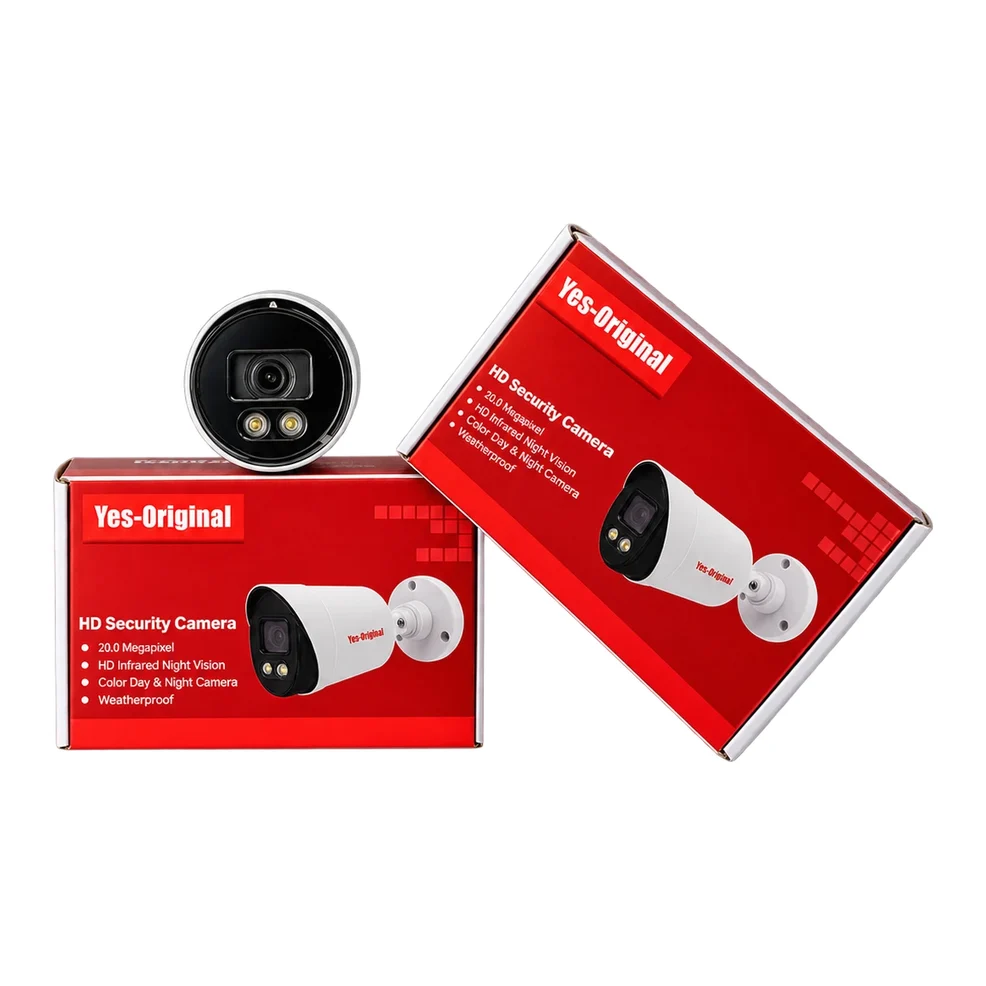 Yes-Original
HD Security Camera
20.0 Megapixel
HD Infrared Night Vision
Color Day & Night Camera
Weatherproof
Yes-Original
Yes-Original
HD Security Camera
20.0 Megapixel
HD Infrared Night Vision
Color Day & Night Camera
Weatherproof
Yes-Original